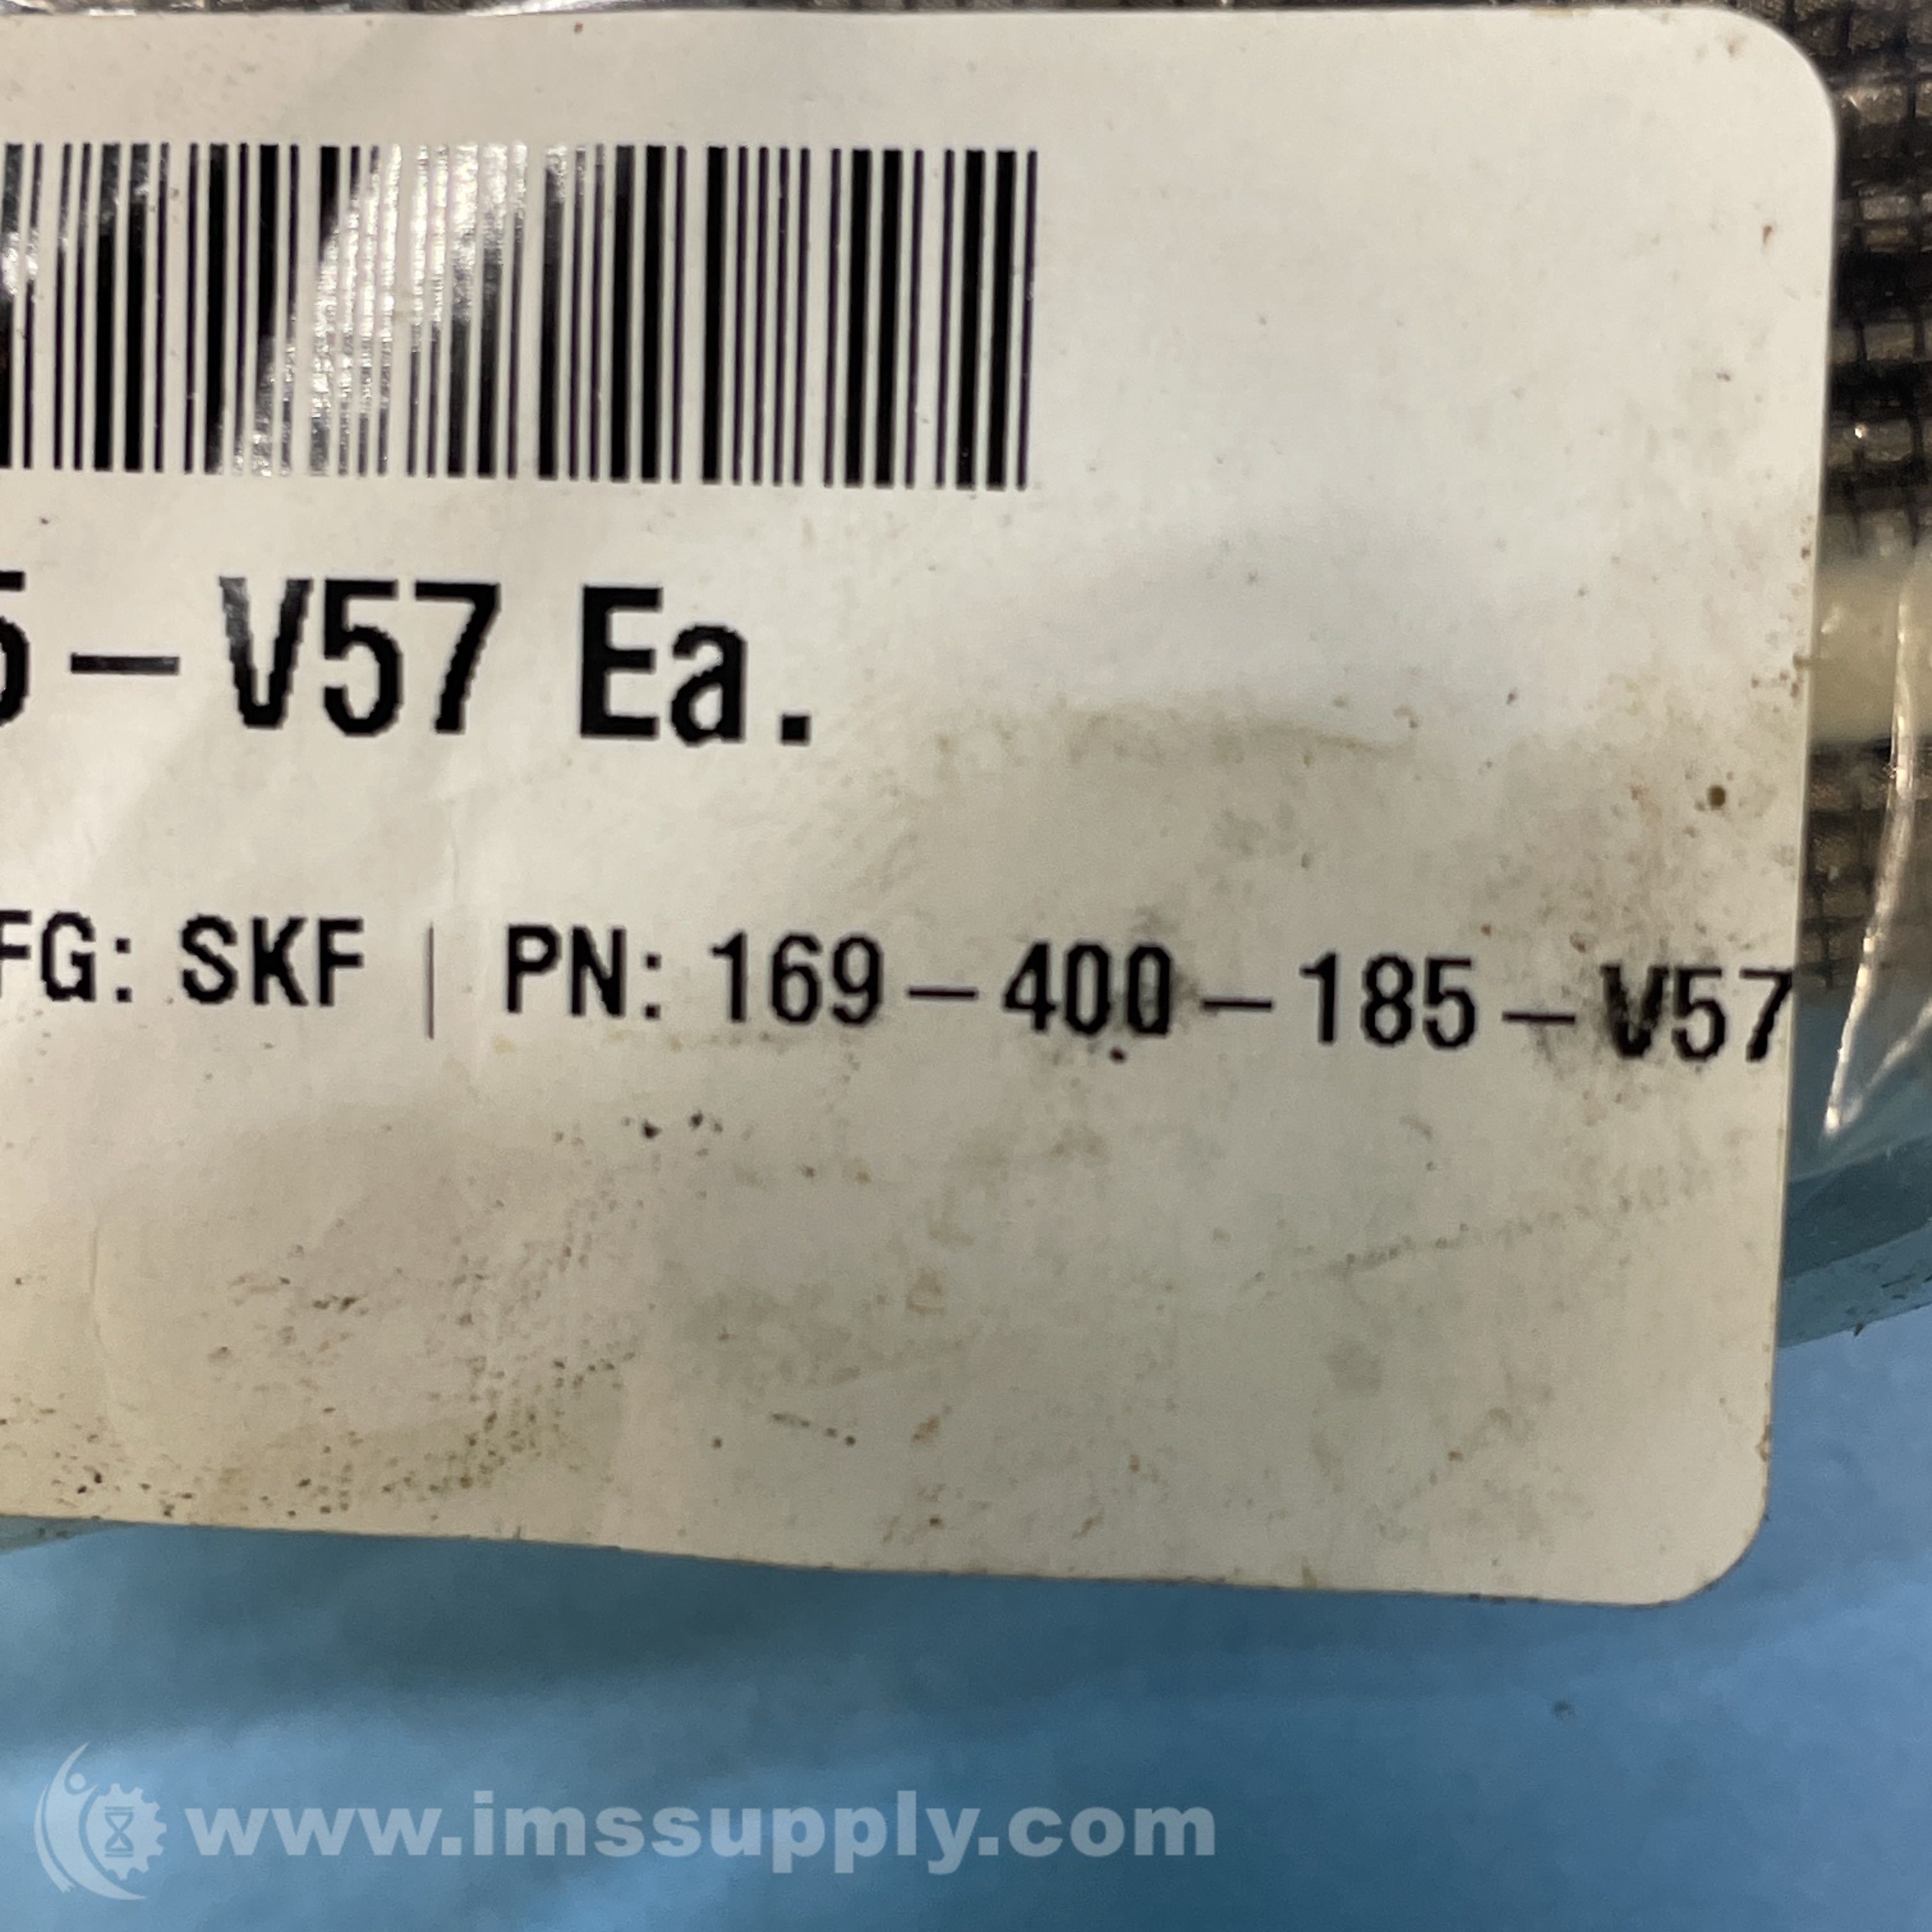 5-V57 Ea.
FG: SKF | PN: 169-400-185-V57
www.imssupply.com